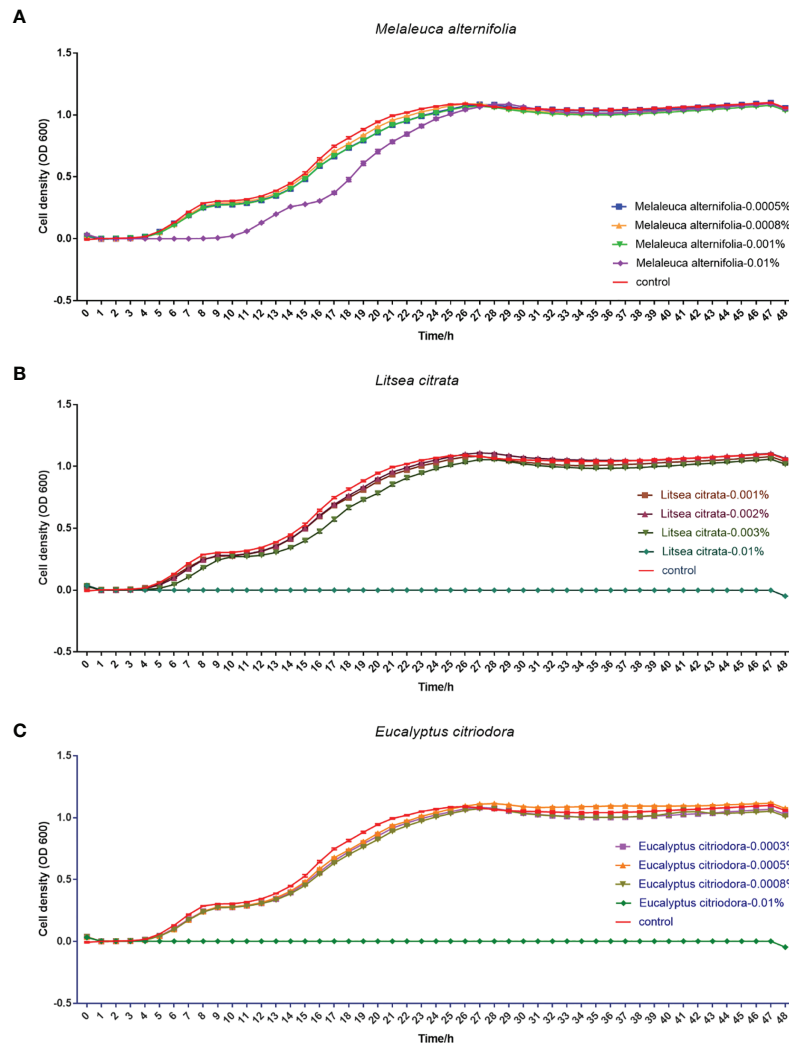 A
Melaleuca alternifolia
1.5
1.0
0.5
0.0
-0.5
Cell density (OD 600)
Melaleuca alternifolia-0.0005%
Melaleuca alternifolia-0.0008%
Melaleuca alternifolia-0.001%
Melaleuca alternifolia-0.01%
control
0 1 2 3 4 5 6 7 8 9 10 11 12 13 14 15 16 17 18 19 20 21 22 23 24 25 26 27 28 29 30 31 32 33 34 35 36 37 38 39 40 41 42 43 44 45 46 47 48
Time/h
B
Litsea citrata
1.5
1.0
0.5
0.0
-0.5
Cell density (OD 600)
Litsea citrata-0.001%
Litsea citrata-0.002%
Litsea citrata-0.003%
Litsea citrata-0.01%
control
0 1 2 3 4 5 6 7 8 9 10 11 12 13 14 15 16 17 18 19 20 21 22 23 24 25 26 27 28 29 30 31 32 33 34 35 36 37 38 39 40 41 42 43 44 45 46 47 48
Time/h
C
Eucalyptus citriodora
1.5
1.0
0.5
0.0
-0.5
Cell density (OD 600)
Eucalyptus citriodora-0.0003%
Eucalyptus citriodora-0.0005%
Eucalyptus citriodora-0.0008%
Eucalyptus citriodora-0.01%
control
0 1 2 3 4 5 6 7 8 9 10 11 12 13 14 15 16 17 18 19 20 21 22 23 24 25 26 27 28 29 30 31 32 33 34 35 36 37 38 39 40 41 42 43 44 45 46 47 48
Time/h